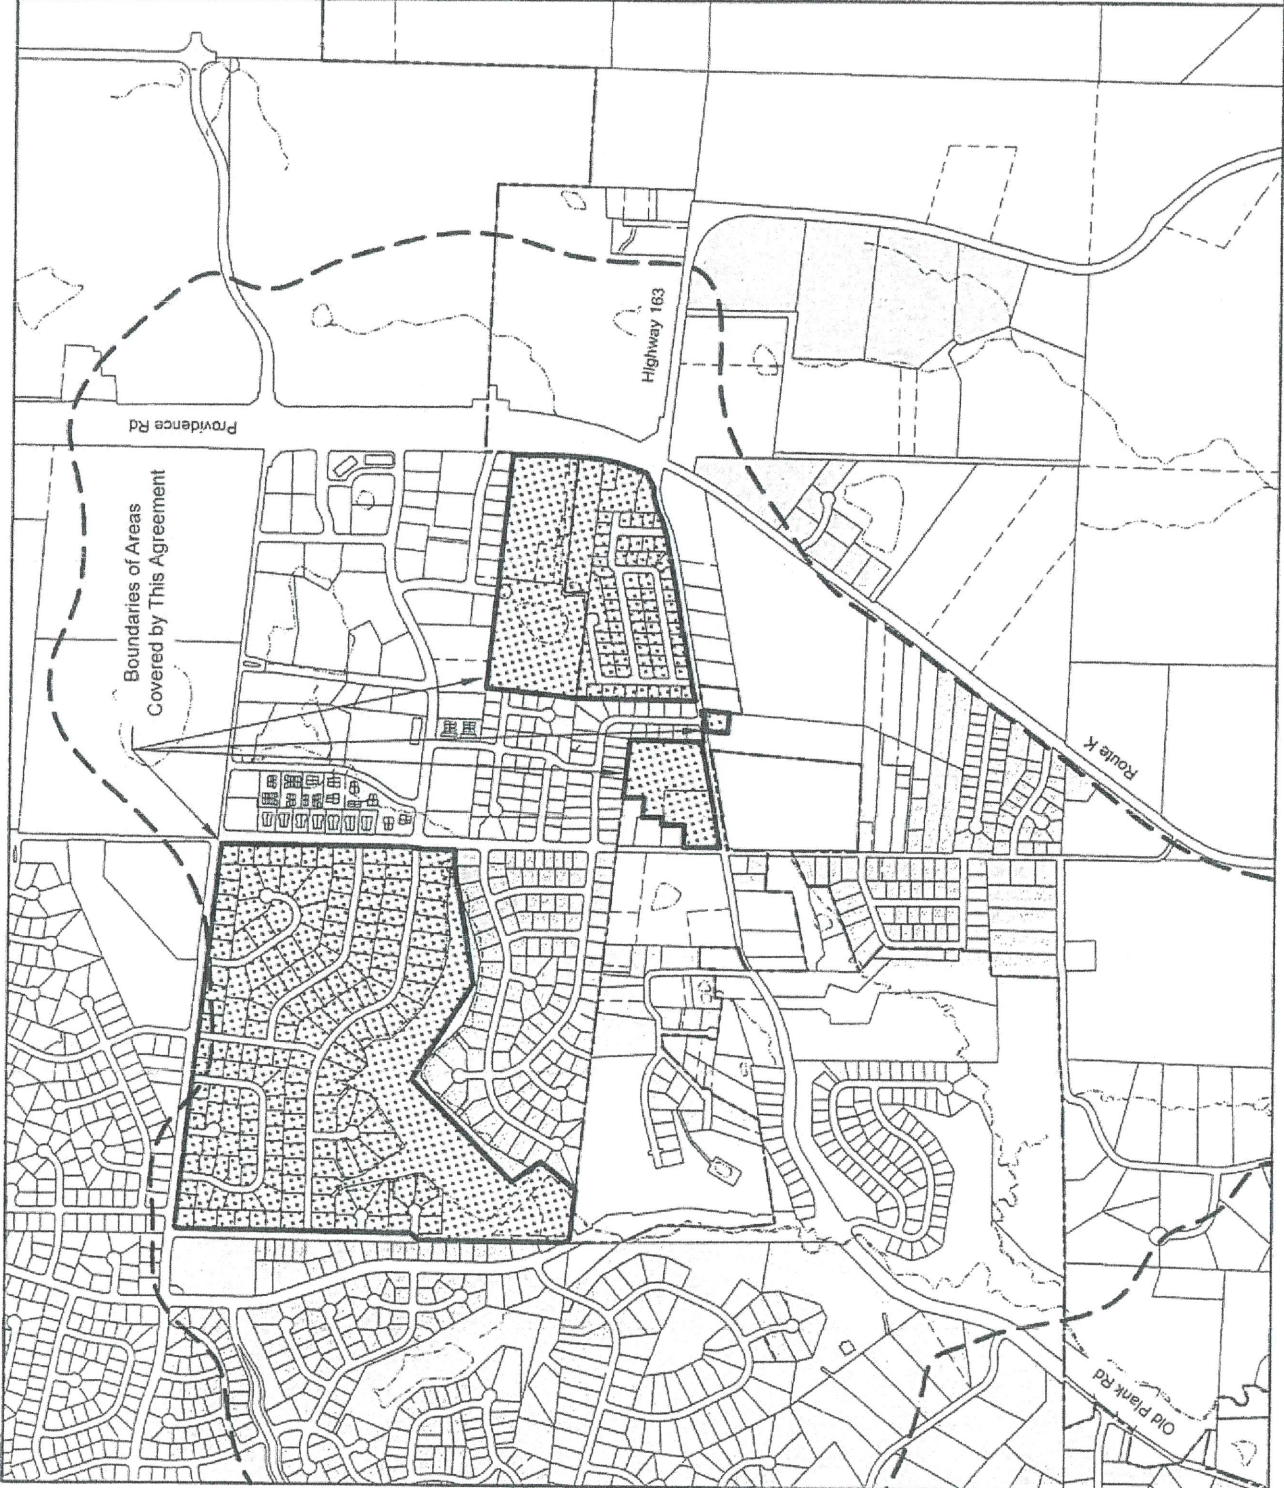 Highway 163
Providence Rd
Boundaries of Areas
Covered by This Agreement
Route K
Old Plank Rd